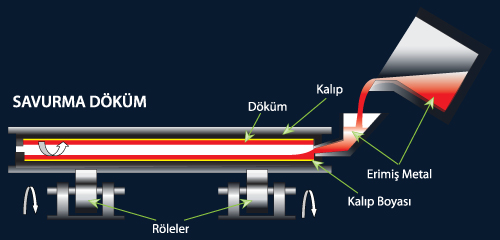 SAVURMA DÖKÜM
Kalıp
Döküm
Erimiş Metal
Kalıp Boyası
Röleler